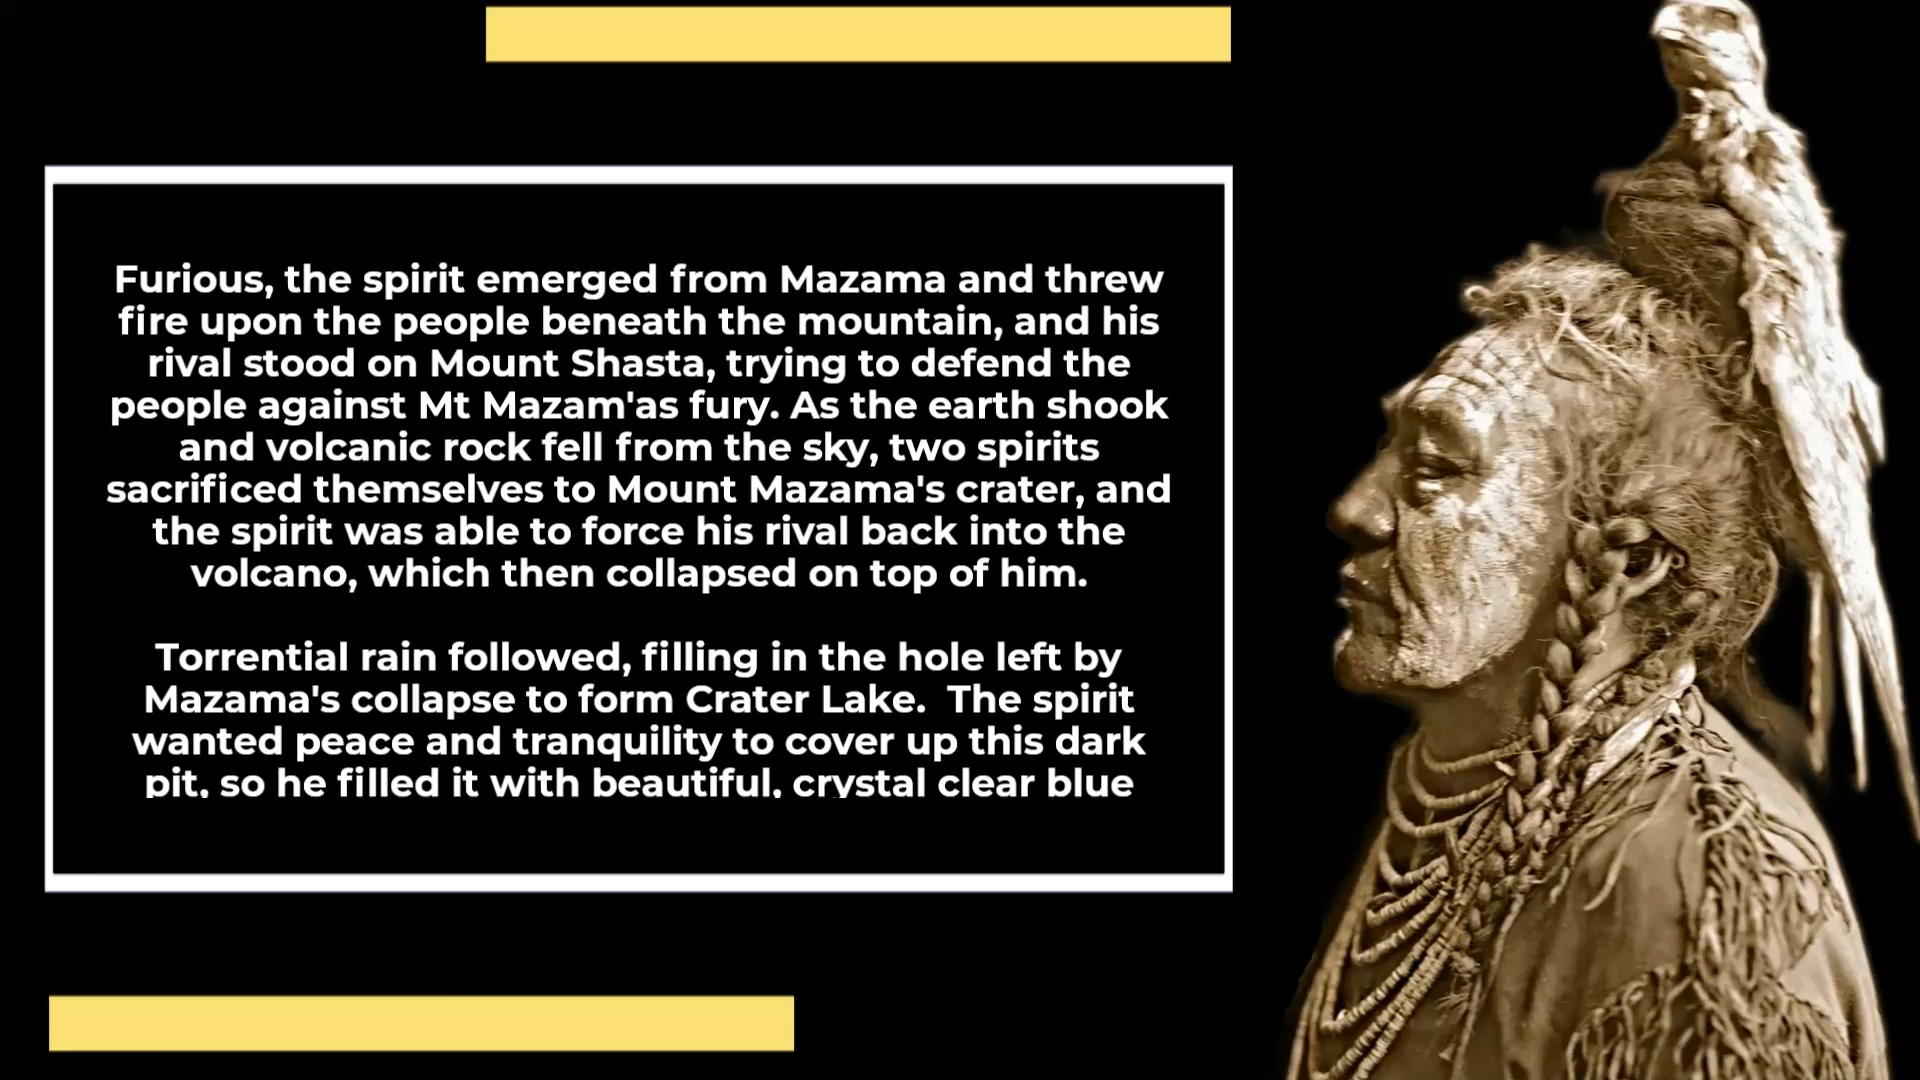 Furious, the spirit emerged from Mazama and threw
fire upon the people beneath the mountain, and his
rival stood on Mount Shasta, trying to defend the
people against Mt Mazam'as fury. As the earth shook
and volcanic rock fell from the sky, two spirits
sacrificed themselves to Mount Mazama's crater, and
the spirit was able to force his rival back into the
volcano, which then collapsed on top of him.
Torrential rain followed, filling in the hole left by
Mazama's collapse to form Crater Lake.  The spirit
wanted peace and tranquility to cover up this dark
pit, so he filled it with beautiful, crystal clear blue